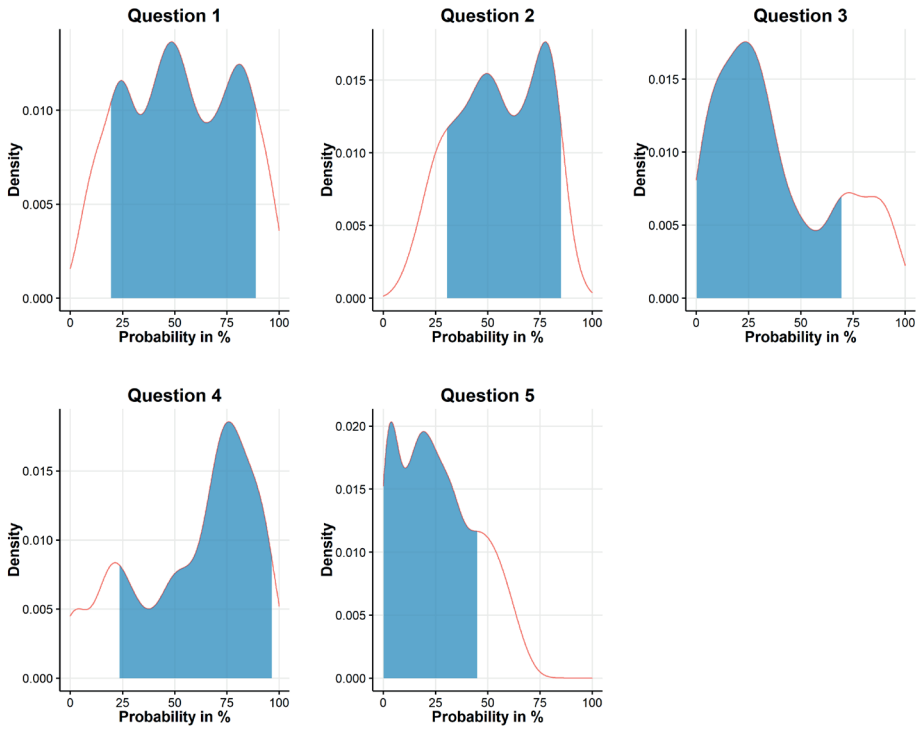 Question 1
Question 2
Question 3
Density
0.010
0.005
0.000
0 25 50 75 100
Probability in %
Density
0.015
0.010
0.005
0.000
0 25 50 75 100
Probability in %
Density
0.015
0.010
0.005
0.000
0 25 50 75 100
Probability in %
Question 4
Question 5
Density
0.015
0.010
0.005
0.000
0 25 50 75 100
Probability in %
Density
0.020
0.015
0.010
0.005
0.000
0 25 50 75 100
Probability in %